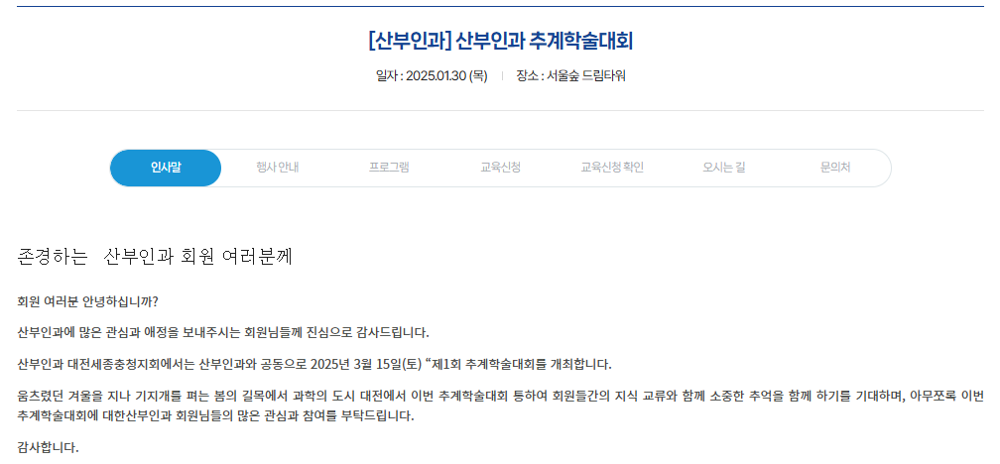 [산부인과] 산부인과 추계학술대회
일자 : 2025.01.30 (목) | 장소 : 서울숲 드림타워
인사말 행사 안내 프로그램 교육신청 교육신청 확인 오시는 길 문의처
존경하는 산부인과 회원 여러분께
회원 여러분 안녕하십니까?
산부인과에 많은 관심과 애정을 보내주시는 회원님들께 진심으로 감사드립니다.
산부인과 대전세종충청지회에서는 산부인과와 공동으로 2025년 3월 15일(토) “제1회 추계학술대회를 개최합니다.
움츠렸던 겨울을 지나 기지개를 펴는 봄의 길목에서 과학의 도시 대전에서 이번 추계학술대회 통하여 회원들간의 지식 교류와 함께 소중한 추억을 함께 하기를 기대하며, 아무쪼록 이번
추계학술대회에 대한산부인과 회원님들의 많은 관심과 참여를 부탁드립니다.
감사합니다.